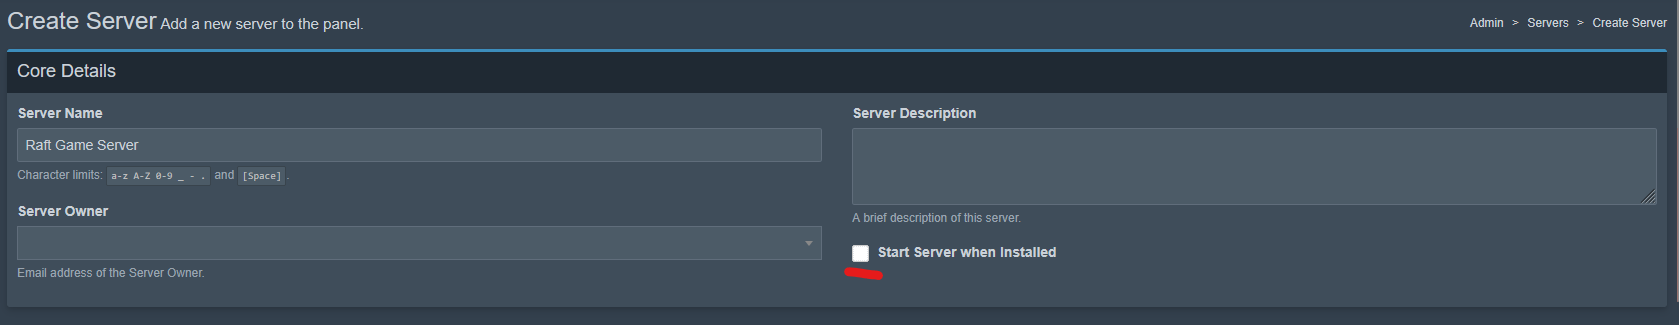 Create Server Add a new server to the panel.
Admin > Servers > Create Server
Core Details
Server Name
Raft Game Server
Character limits: a-z A-Z 0-9 _ - . and [Space].
Server Owner
Email address of the Server Owner.
Server Description
A brief description of this server.
Start Server when Installed